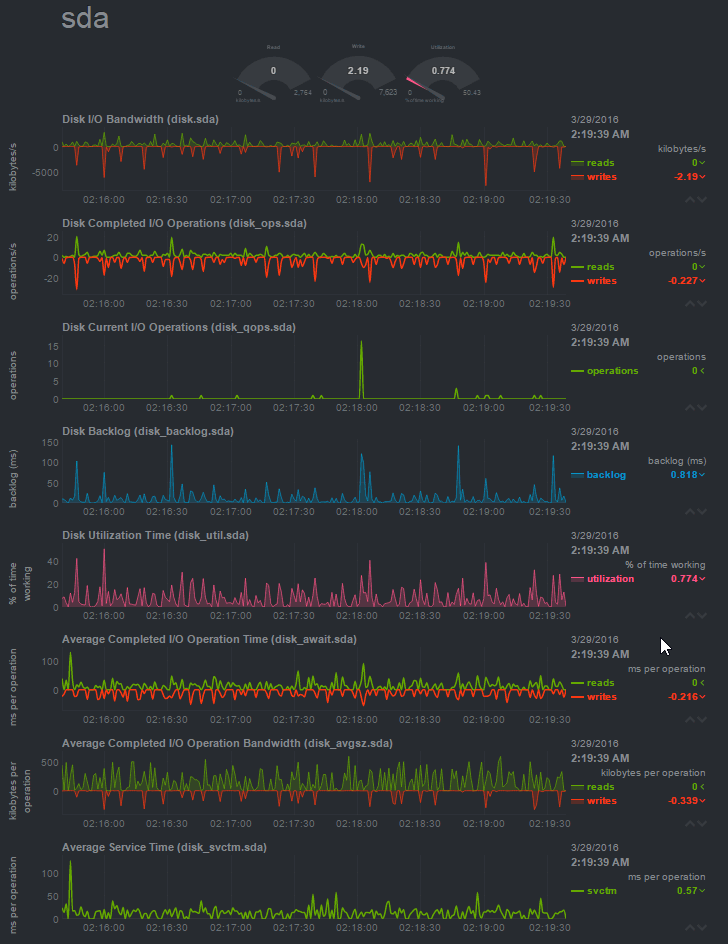 sda
Read Write Utilization
0 2.19 0.774
0 2,764 0 7,623 0 50.43
kilobytes/s kilobytes/s % of time working
Disk I/O Bandwidth (disk.sda) 3/29/2016
2:19:39 AM
kilobytes/s
kilobytes/s
0
-5000
reads 0
writes -2.19
02:16:00 02:16:30 02:17:00 02:17:30 02:18:00 02:18:30 02:19:00 02:19:30
Disk Completed I/O Operations (disk_ops.sda) 3/29/2016
2:19:39 AM
operations/s
operations/s
20
0
-20
reads 0
writes -0.227
02:16:00 02:16:30 02:17:00 02:17:30 02:18:00 02:18:30 02:19:00 02:19:30
Disk Current I/O Operations (disk_qops.sda) 3/29/2016
2:19:39 AM
operations
operations
15
10
5
0
operations 0
02:16:00 02:16:30 02:17:00 02:17:30 02:18:00 02:18:30 02:19:00 02:19:30
Disk Backlog (disk_backlog.sda) 3/29/2016
2:19:39 AM
backlog (ms)
backlog (ms)
150
100
50
0
backlog 0.818
02:16:00 02:16:30 02:17:00 02:17:30 02:18:00 02:18:30 02:19:00 02:19:30
Disk Utilization Time (disk_util.sda) 3/29/2016
2:19:39 AM
% of time
working
% of time working
40
20
0
utilization 0.774
02:16:00 02:16:30 02:17:00 02:17:30 02:18:00 02:18:30 02:19:00 02:19:30
Average Completed I/O Operation Time (disk_await.sda) 3/29/2016
2:19:39 AM
ms per operation
ms per operation
100
0
reads 0
writes -0.216
02:16:00 02:16:30 02:17:00 02:17:30 02:18:00 02:18:30 02:19:00 02:19:30
Average Completed I/O Operation Bandwidth (disk_avgsz.sda) 3/29/2016
2:19:39 AM
kilobytes per
operation
kilobytes per operation
500
0
reads 0
writes -0.339
02:16:00 02:16:30 02:17:00 02:17:30 02:18:00 02:18:30 02:19:00 02:19:30
Average Service Time (disk_svctm.sda) 3/29/2016
2:19:39 AM
ms per operation
ms per operation
100
50
0
svctm 0.57
02:16:00 02:16:30 02:17:00 02:17:30 02:18:00 02:18:30 02:19:00 02:19:30